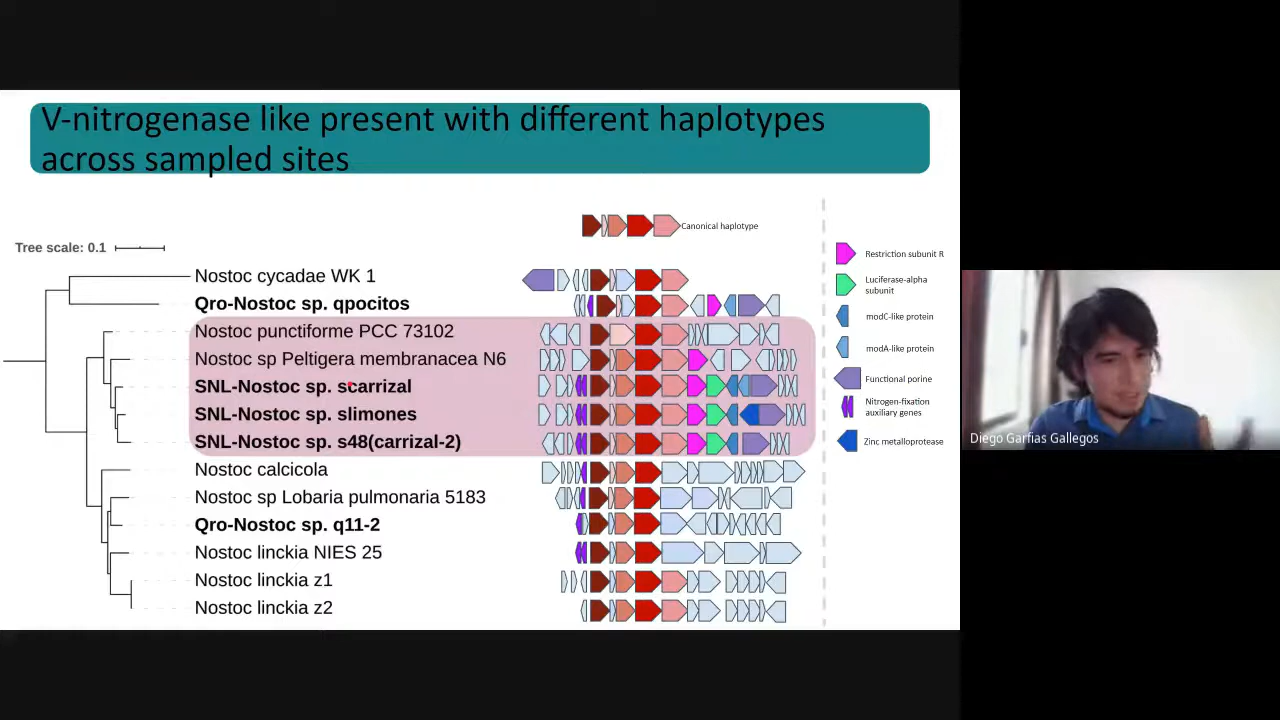 V-nitrogenase like present with different haplotypes
across sampled sites
Canonical haplotype
Tree scale: 0.1
Nostoc cycadae WK 1
Qro-Nostoc sp. qpocitos
Nostoc punctiforme PCC 73102
Nostoc sp Peltigera membranacea N6
SNL-Nostoc sp. scarrizal
SNL-Nostoc sp. slimones
SNL-Nostoc sp. s48(carrizal-2)
Nostoc calcicola
Nostoc sp Lobaria pulmonaria 5183
Qro-Nostoc sp. q11-2
Nostoc linckia NIES 25
Nostoc linckia z1
Nostoc linckia z2
Restriction subunit R
Luciferase-alpha
subunit
modC-like protein
modA-like protein
Functional porine
Nitrogen-fixation
auxiliary genes
Zinc metalloprotease
Diego Garfias Gallegos